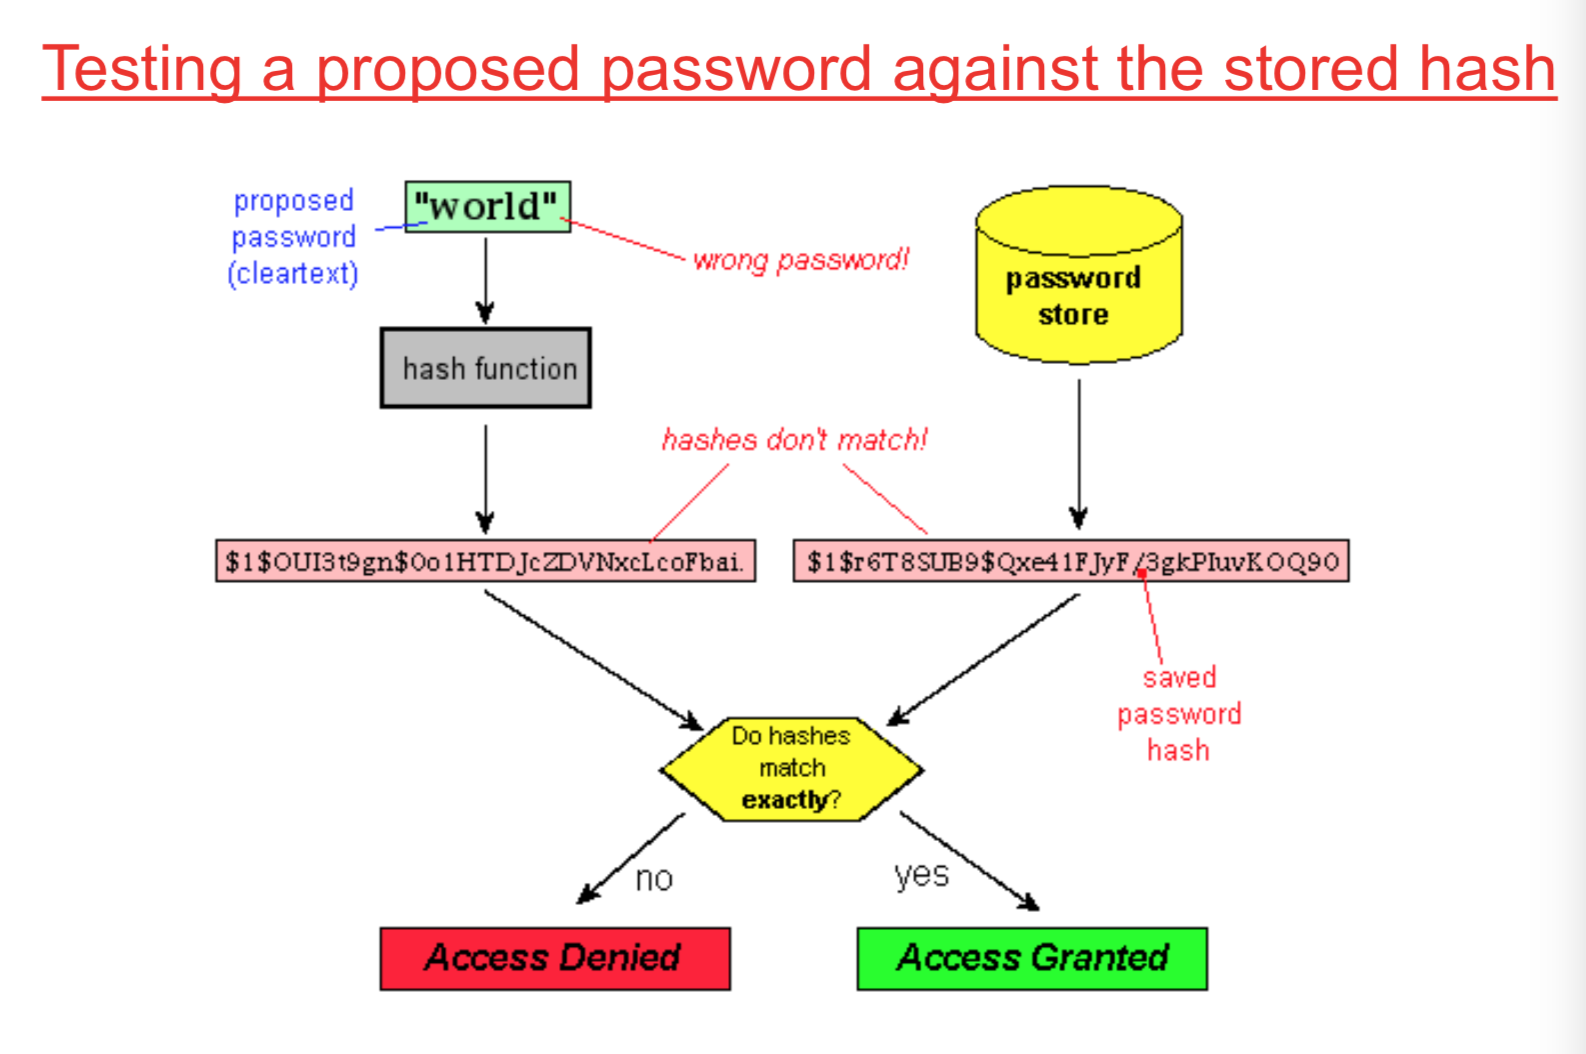 Testing a proposed password against the stored hash
proposed
password
(cleartext)
"world"
wrong password!
password
store
hash function
hashes don't match!
$1$OUI3t9gn$0o1HTDJcZDVNxcLcoFbai.
$1$r6T8SUB9$Qxe41FJyF/3gkPIuvKOQ90
saved
password
hash
Do hashes
match
exactly?
no
yes
Access Denied
Access Granted